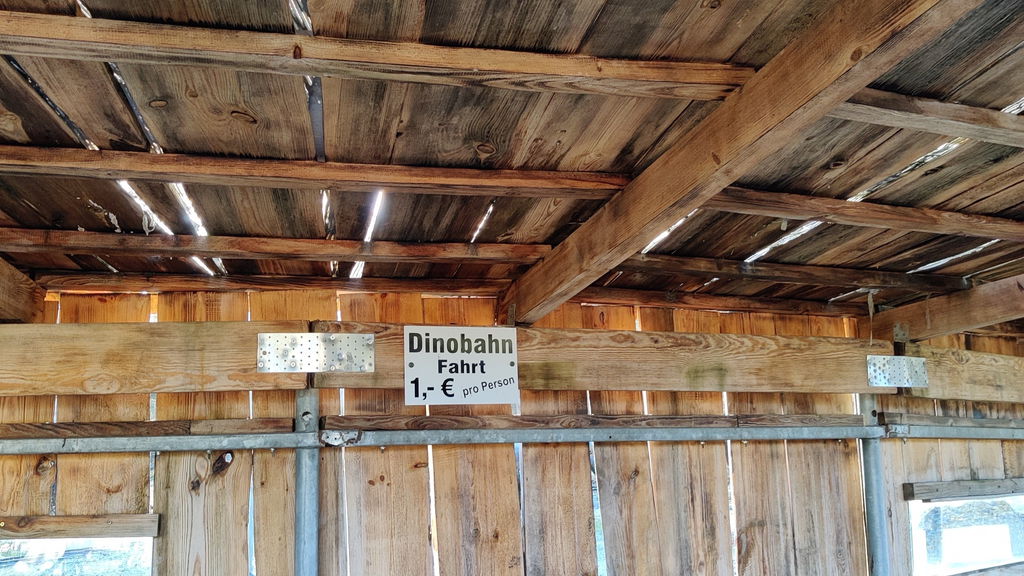 Dinobahn
Fahrt
1,- € pro Person